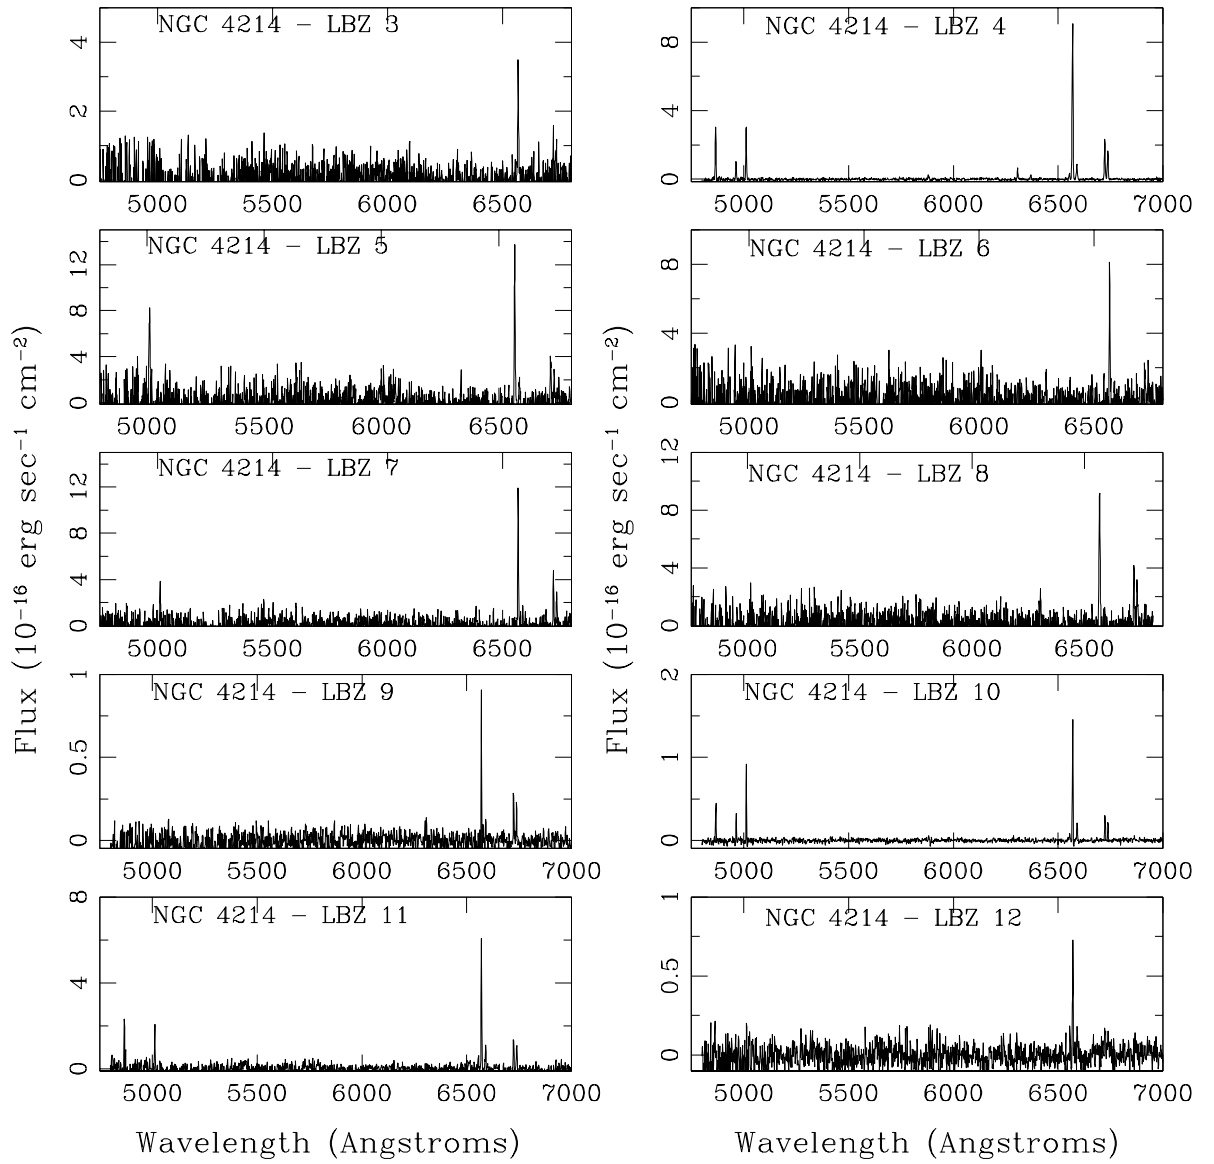 NGC 4214 − LBZ 3
4
2
0
5000 5500 6000 6500
NGC 4214 − LBZ 4
8
4
0
5000 5500 6000 6500 7000
NGC 4214 − LBZ 5
12
8
4
0
5000 5500 6000 6500
NGC 4214 − LBZ 6
8
4
0
5000 5500 6000 6500
NGC 4214 − LBZ 7
12
8
4
0
5000 5500 6000 6500
NGC 4214 − LBZ 8
12
8
4
0
5000 5500 6000 6500
NGC 4214 − LBZ 9
1
0.5
0
5000 5500 6000 6500 7000
NGC 4214 − LBZ 10
2
1
0
5000 5500 6000 6500 7000
NGC 4214 − LBZ 11
8
4
0
5000 5500 6000 6500 7000
NGC 4214 − LBZ 12
1
0.5
0
5000 5500 6000 6500 7000
Flux (10⁻¹⁶ erg sec⁻¹ cm⁻²)
Flux (10⁻¹⁶ erg sec⁻¹ cm⁻²)
Wavelength (Angstroms)
Wavelength (Angstroms)